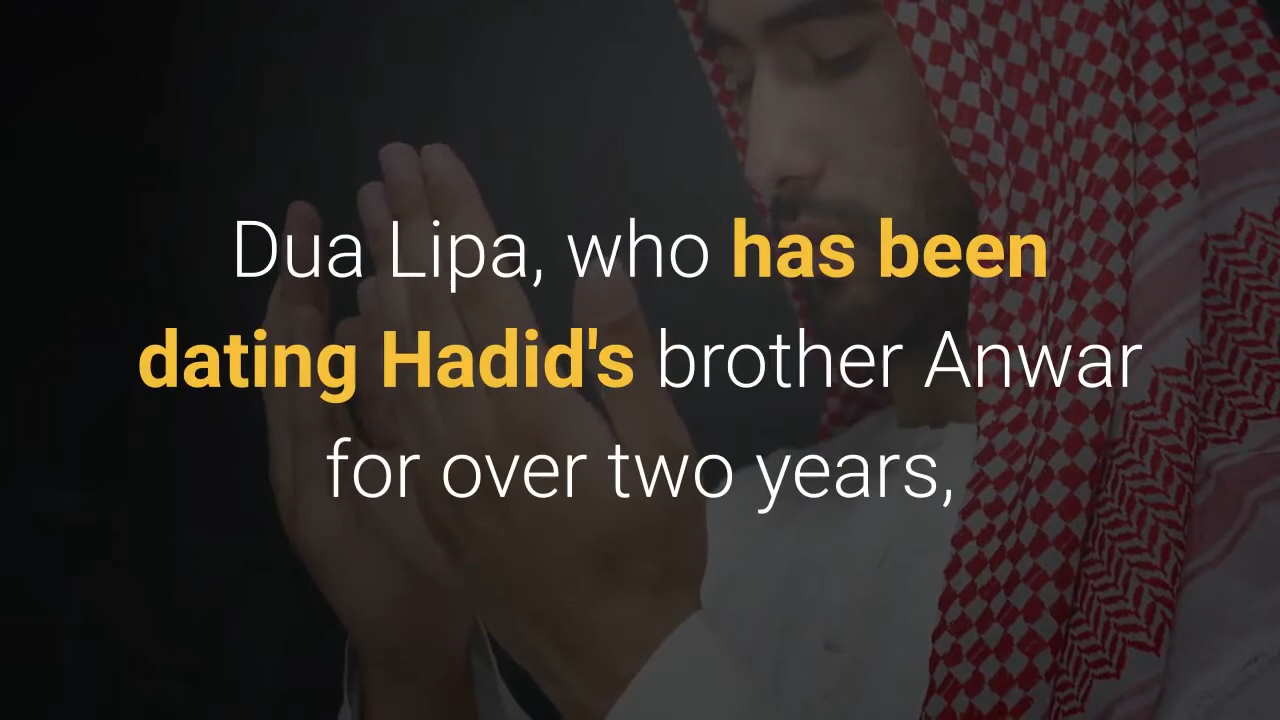 Dua Lipa, who has been
dating Hadid's brother Anwar
for over two years,